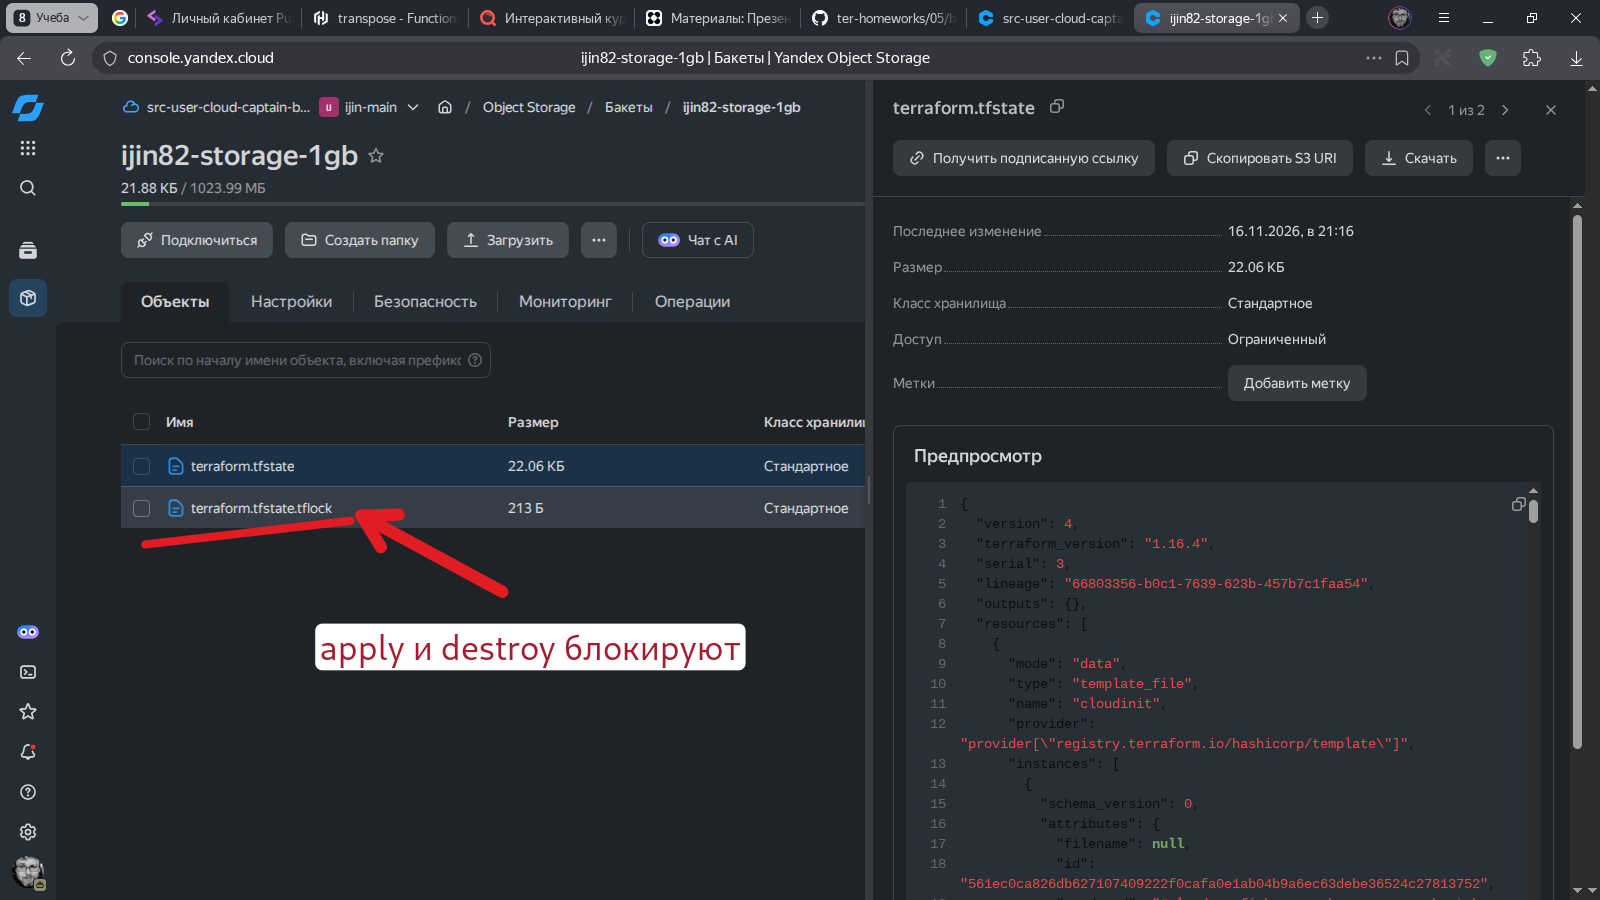 8 Учеба
Личный кабинет Ри
transpose - Function
Интерактивный кур
Материалы: Презен
ter-homeworks/05/h
src-user-cloud-capta
ijin82-storage-1gb
console.yandex.cloud
ijin82-storage-1gb | Бакеты | Yandex Object Storage
src-user-cloud-captain-b...
IJ
ijin-main
/ Object Storage / Бакеты / ijin82-storage-1gb
ijin82-storage-1gb
21.88 КБ / 1023.99 МБ
Подключиться
Создать папку
Загрузить
Чат с AI
Объекты
Настройки
Безопасность
Мониторинг
Операции
Поиск по началу имени объекта, включая префикс
Имя
Размер
Класс хранили
terraform.tfstate
22.06 КБ
Стандартное
terraform.tfstate.tflock
213 Б
Стандартное
apply и destroy блокируют
terraform.tfstate
1 из 2
Получить подписанную ссылку
Скопировать S3 URI
Скачать
Последнее изменение
16.11.2026, в 21:16
Размер
22.06 КБ
Класс хранилища
Стандартное
Доступ
Ограниченный
Метки
Добавить метку
Предпросмотр
1 {
2 "version": 4,
3 "terraform_version": "1.16.4",
4 "serial": 3,
5 "lineage": "66803356-b0c1-7639-623b-457b7c1faa54",
6 "outputs": {},
7 "resources": [
8 {
9 "mode": "data",
10 "type": "template_file",
11 "name": "cloudinit",
12 "provider":
"provider[\"registry.terraform.io/hashicorp/template\"]",
13 "instances": [
14 {
15 "schema_version": 0,
16 "attributes": {
17 "filename": null,
18 "id":
"561ec0ca826db627107409222f0cafa0e1ab04b9a6ec63debe36524c27813752",